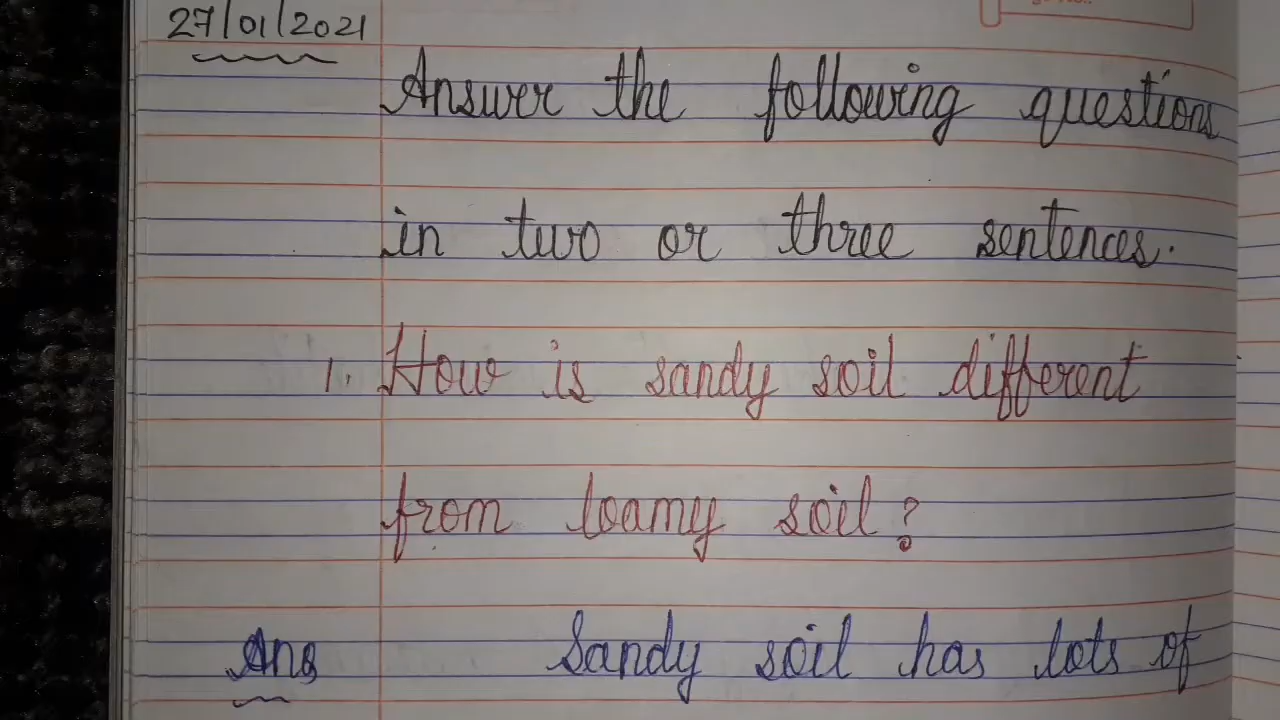 27/01/2021
Answer the following questions
in two or three sentences.
1. How is sandy soil different
from loamy soil?
Ans Sandy soil has lots of